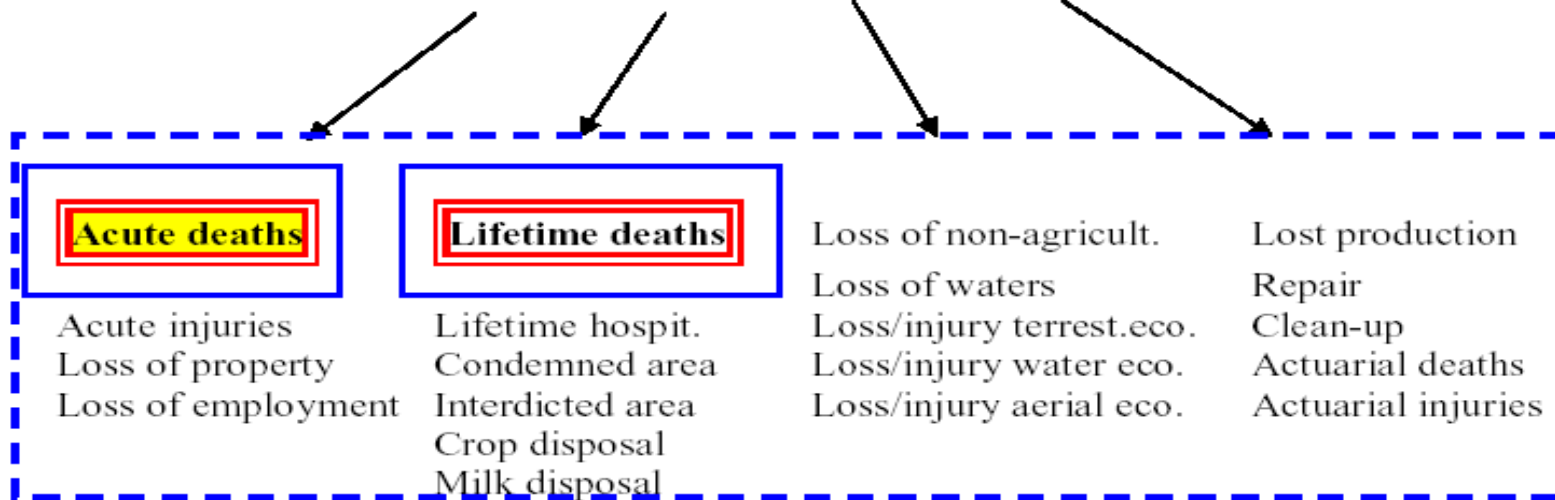 Acute deaths
Acute injuries
Loss of property
Loss of employment
Lifetime deaths
Lifetime hospit.
Condemned area
Interdicted area
Crop disposal
Milk disposal
Loss of non-agricult.
Loss of waters
Loss/injury terrest.eco.
Loss/injury water eco.
Loss/injury aerial eco.
Lost production
Repair
Clean-up
Actuarial deaths
Actuarial injuries